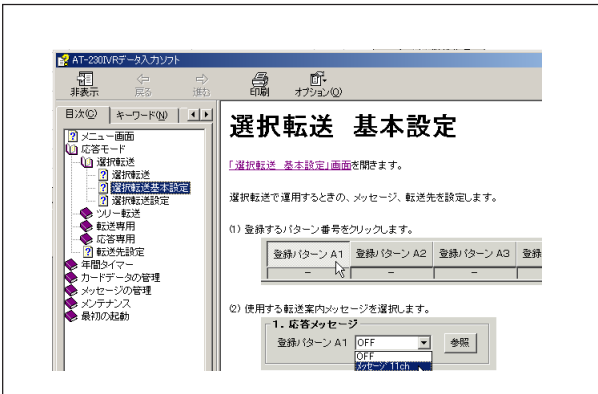 AT-230IVRデータ入力ソフト
非表示 戻る 進む 印刷 オプション(O)
目次(C) キーワード(N)
メニュー画面
応答モード
選択転送
選択転送
選択転送基本設定
選択転送設定
ツリー転送
転送専用
応答専用
転送先設定
年間タイマー
カードデータの管理
メッセージの管理
メンテナンス
最初の起動
選択転送 基本設定
「選択転送 基本設定」画面を開きます。
選択転送で運用するときの、メッセージ、転送先を設定します。
(1) 登録するパターン番号をクリックします。
登録パターン A1 登録パターン A2 登録パターン A3 登録
− − −
(2) 使用する転送案内メッセージを選択します。
1. 応答メッセージ
登録パターン A1 OFF 参照
OFF
メッセージ 11ch